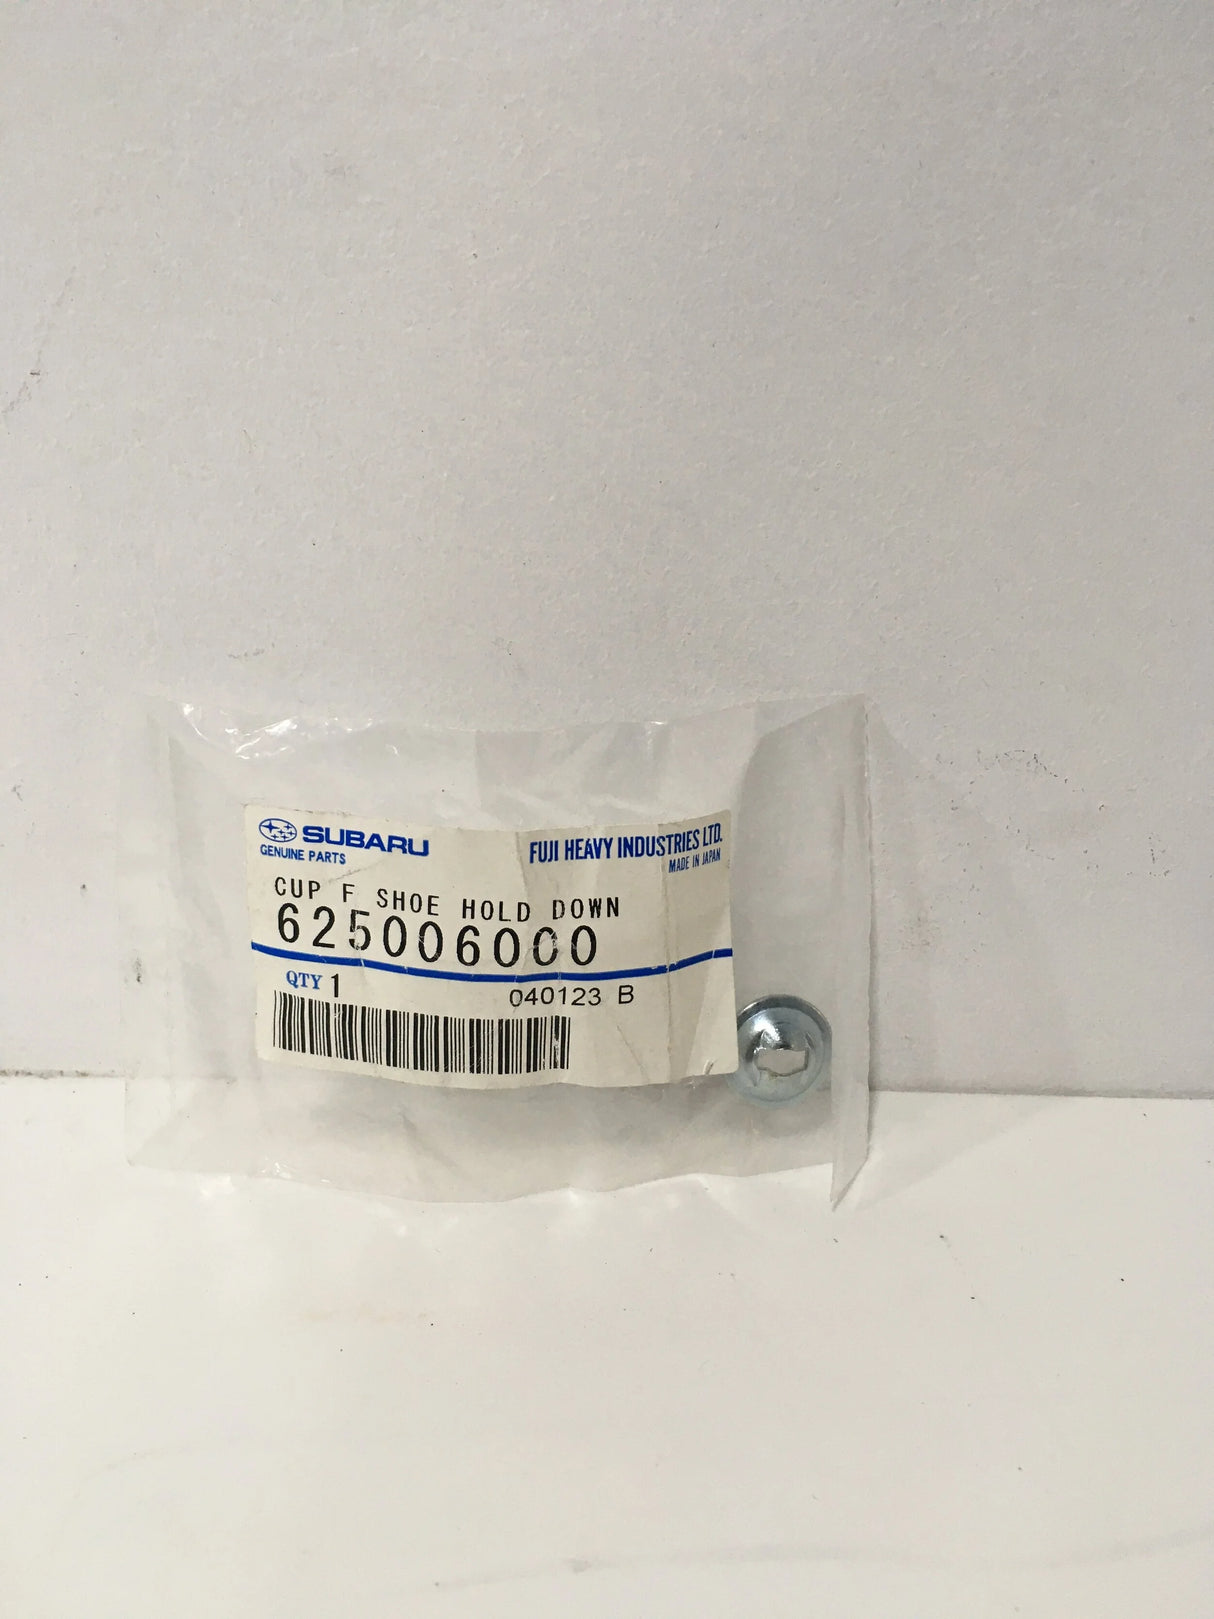 SUBARU
GENUINE PARTS
FUJI HEAVY INDUSTRIES LTD.
MADE IN JAPAN
CUP F SHOE HOLD DOWN
625006000
QTY 1
040123 B